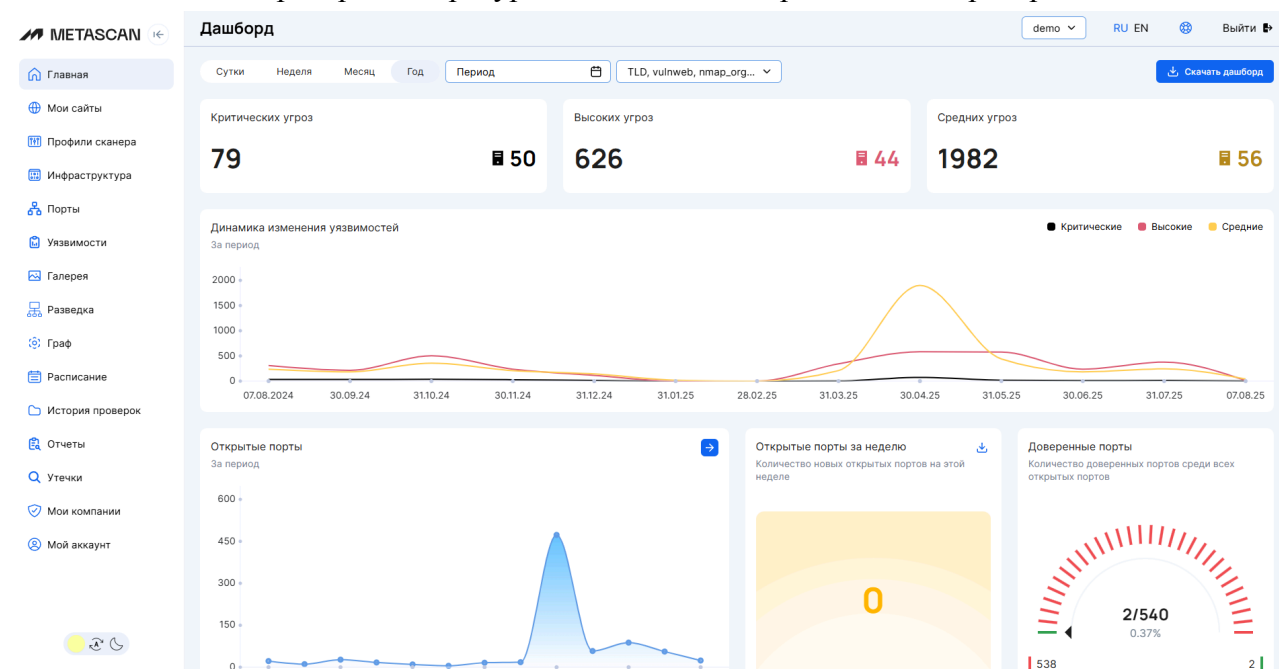 METASCAN
Дашборд
demo
RU EN
Выйти
Главная
Мои сайты
Профили сканера
Инфраструктура
Порты
Уязвимости
Галерея
Разведка
Граф
Расписание
История проверок
Отчеты
Утечки
Мои компании
Мой аккаунт
Сутки Неделя Месяц Год Период TLD, vulnweb, nmap_org... Скачать дашборд
Критических угроз
79 50
Высоких угроз
626 44
Средних угроз
1982 56
Динамика изменения уязвимостей
За период
Критические Высокие Средние
2000
1500
1000
500
0
07.08.2024 30.09.24 31.10.24 30.11.24 31.12.24 31.01.25 28.02.25 31.03.25 30.04.25 31.05.25 30.06.25 31.07.25 07.08.25
Открытые порты
За период
600
450
300
150
0
Открытые порты за неделю
Количество новых открытых портов на этой
неделе
0
Доверенные порты
Количество доверенных портов среди всех
открытых портов
2/540
0.37%
538 2